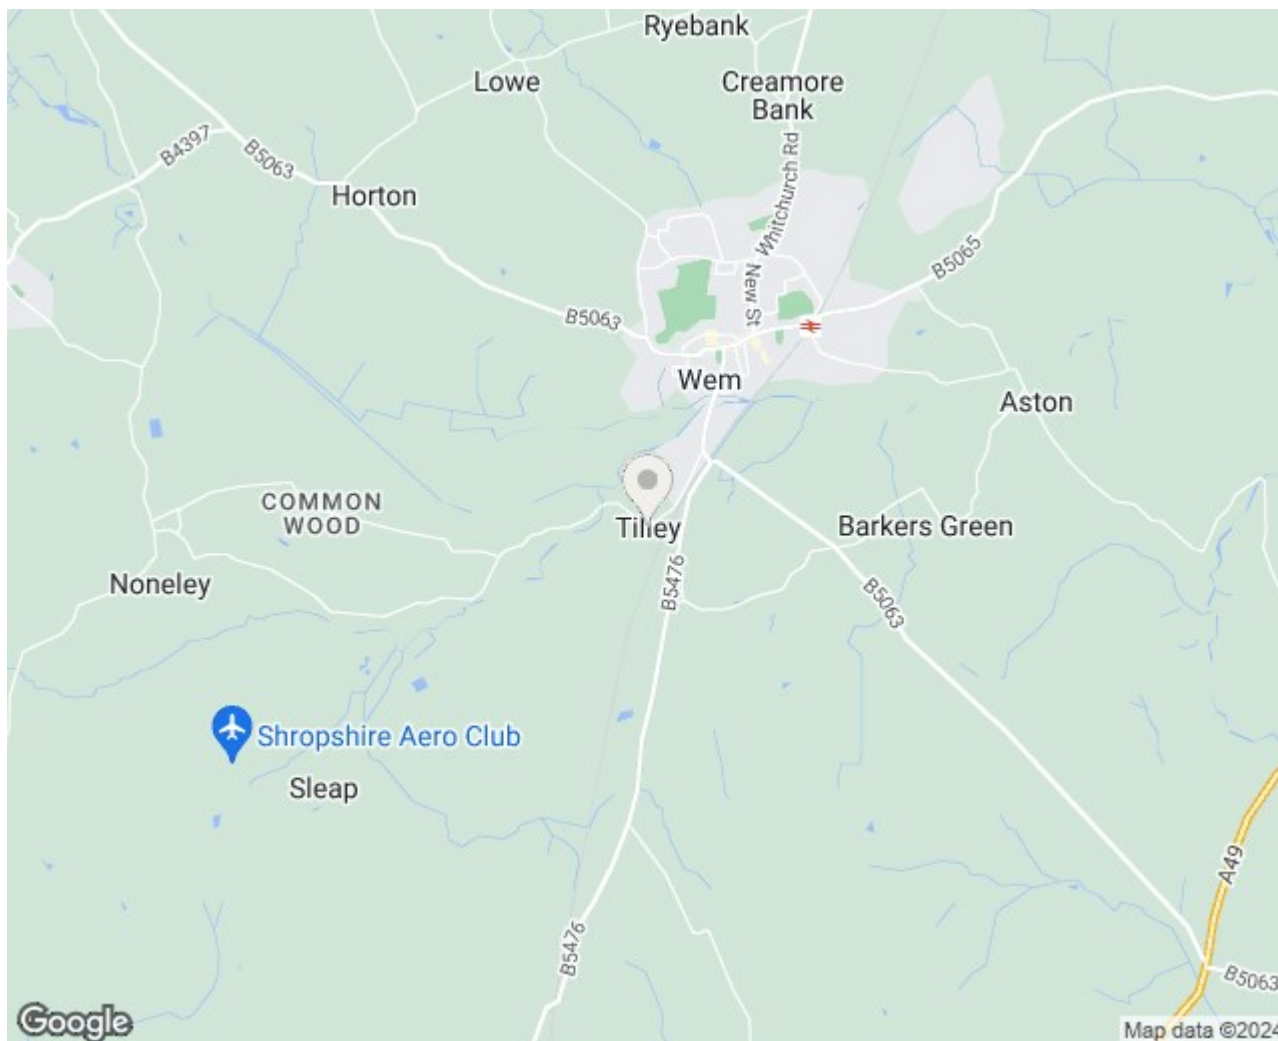 Ryebank
Lowe
Creamore
Bank
B4397
B5063
Horton
Whitchurch Rd
B5065
New St
B5063
Wem
Aston
COMMON
WOOD
Tilley
Barkers Green
Noneley
B5476
B5063
Shropshire Aero Club
Sleap
A49
B5476
B5063
Google
Map data ©2024